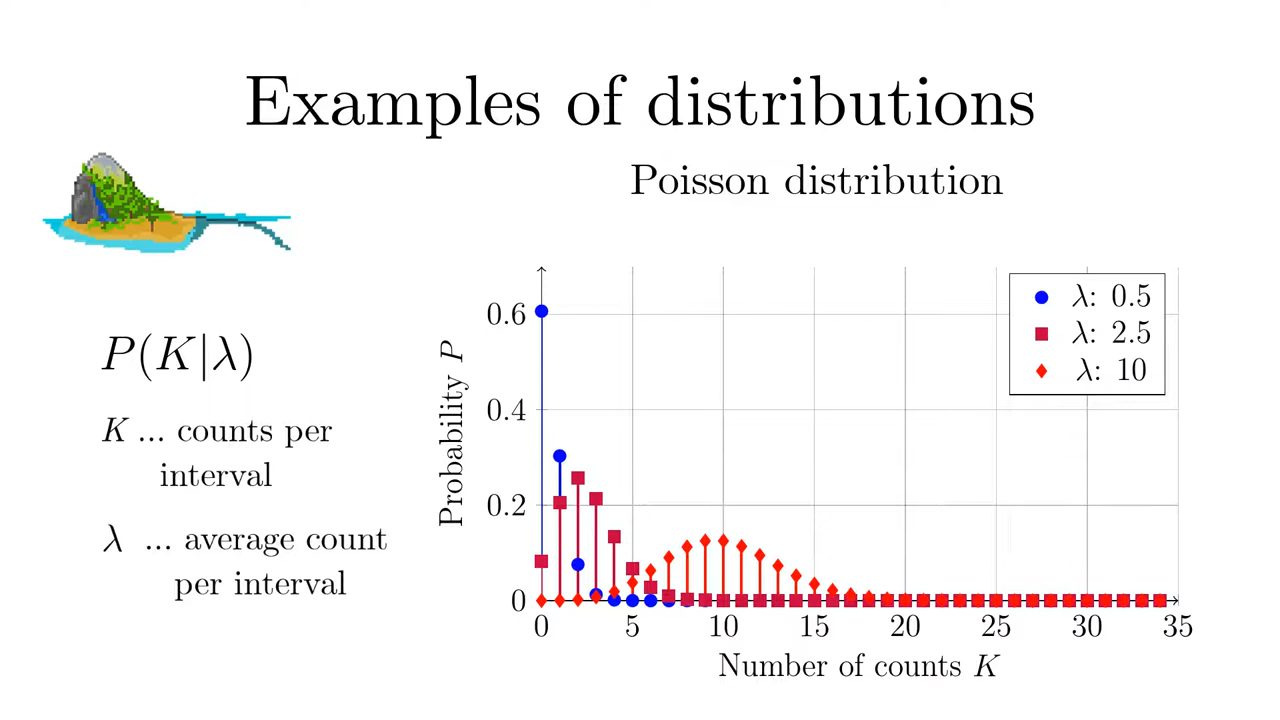 Examples of distributions
Poisson distribution
P(K|λ)
K ... counts per
interval
λ ... average count
per interval
Probability P
0.6
0.4
0.2
0
0 5 10 15 20 25 30 35
Number of counts K
λ: 0.5
λ: 2.5
λ: 10